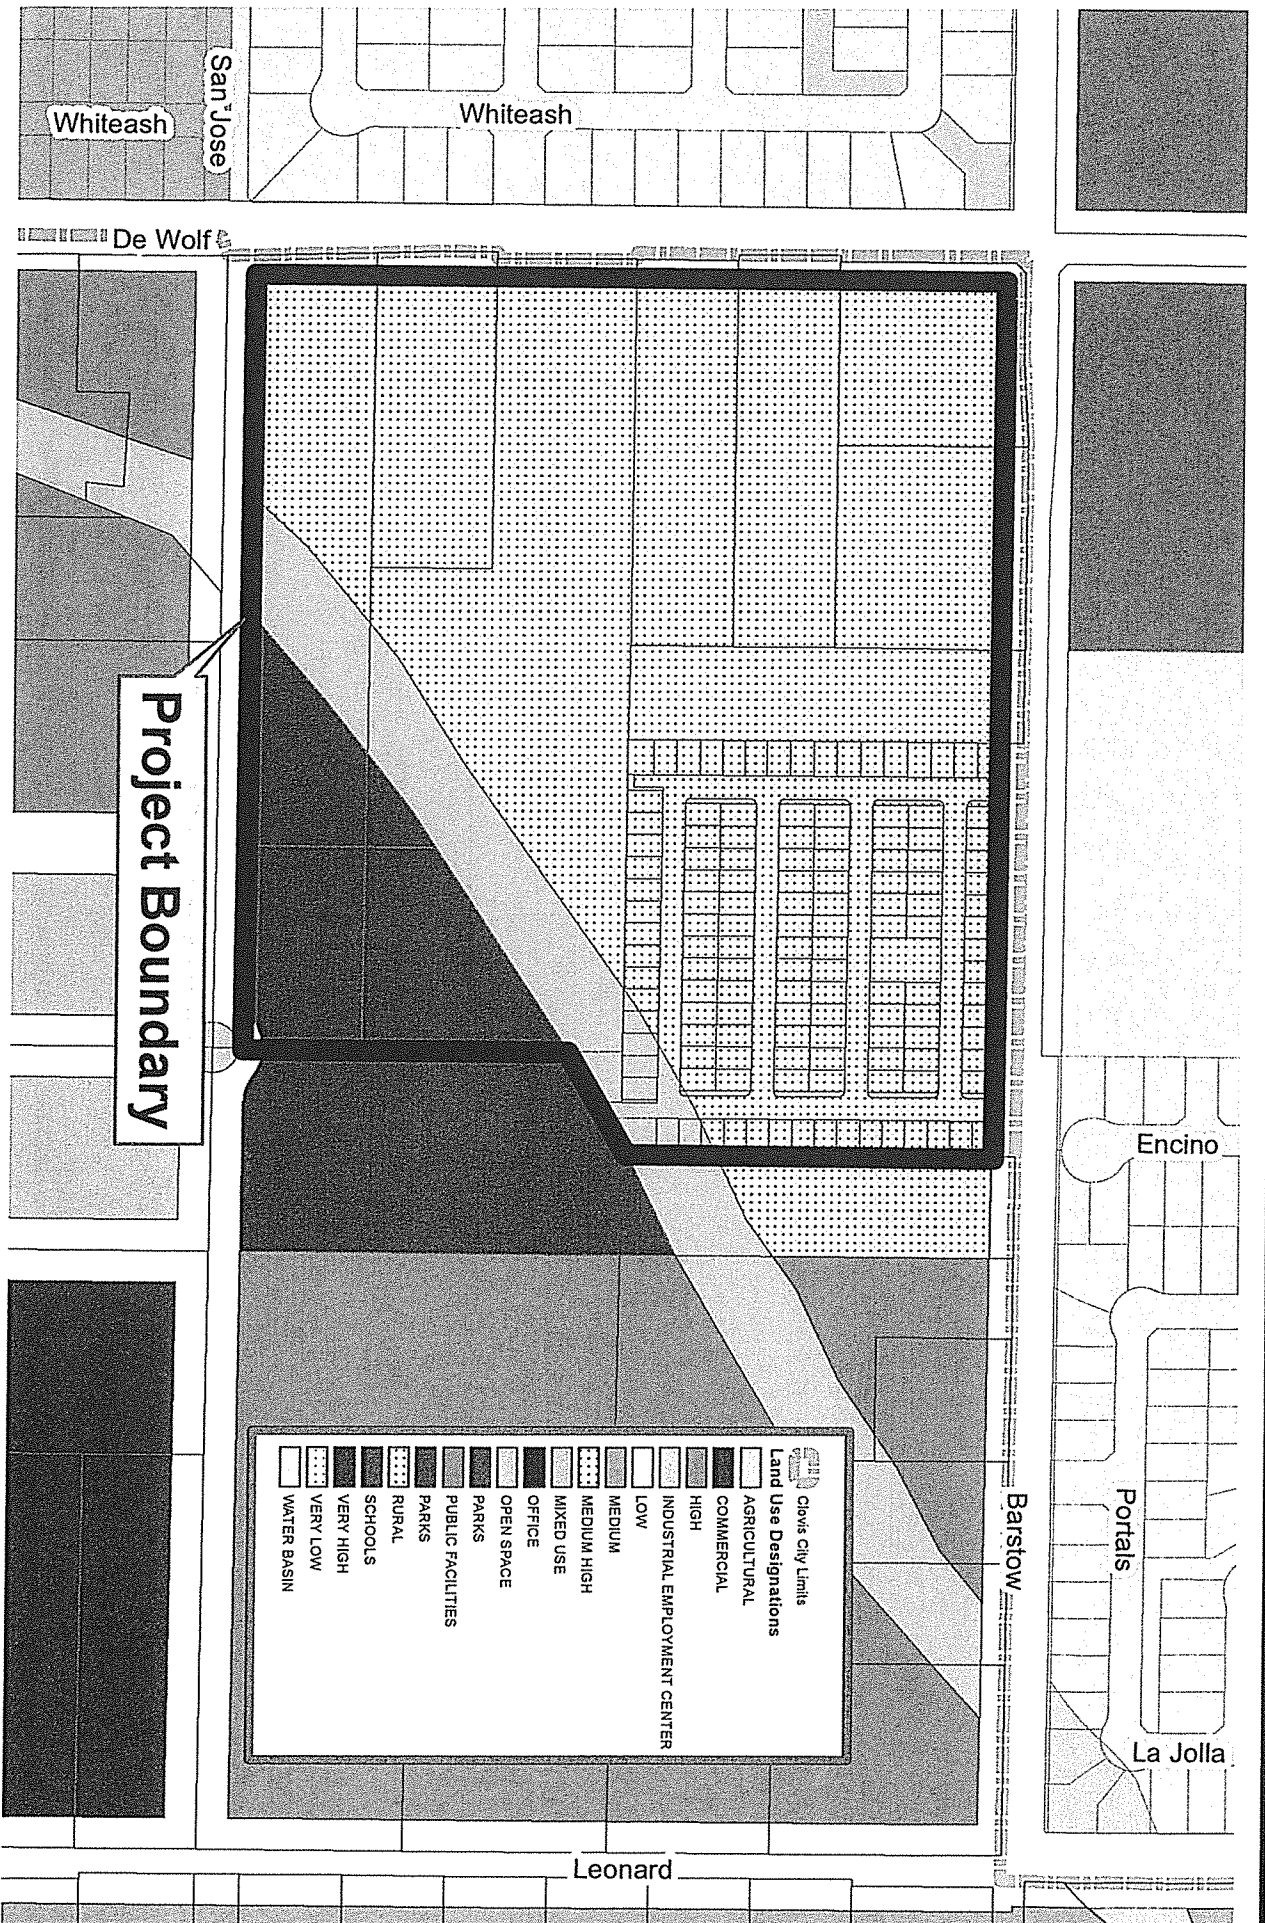 San Jose
Whiteash
Whiteash
De Wolf
Project Boundary
Encino
Portals
Barstow
La Jolla
Leonard
Clovis City Limits
Land Use Designations
AGRICULTURAL
COMMERCIAL
HIGH
INDUSTRIAL EMPLOYMENT CENTER
LOW
MEDIUM
MEDIUM HIGH
MIXED USE
OFFICE
OPEN SPACE
PARKS
PUBLIC FACILITIES
PARKS
RURAL
SCHOOLS
VERY HIGH
VERY LOW
WATER BASIN